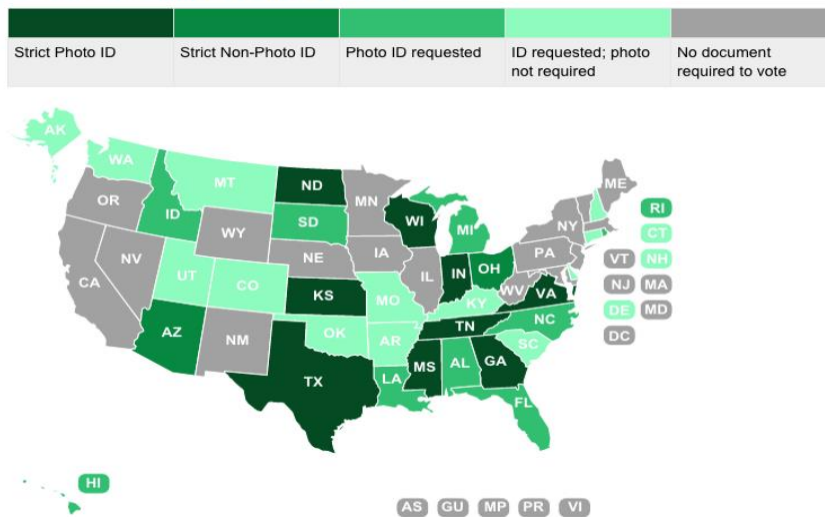 Strict Photo ID
Strict Non-Photo ID
Photo ID requested
ID requested; photo
not required
No document
required to vote
AK
WA
MT
ND
MN
ME
OR
ID
SD
WI
MI
NY
RI
WY
CT
NV
NE
IA
PA
VT
NH
CA
UT
CO
IL
IN
OH
NJ
MA
KS
MO
KY
WV
VA
DE
MD
AZ
NM
OK
AR
TN
NC
DC
SC
TX
LA
MS
AL
GA
FL
HI
AS
GU
MP
PR
VI